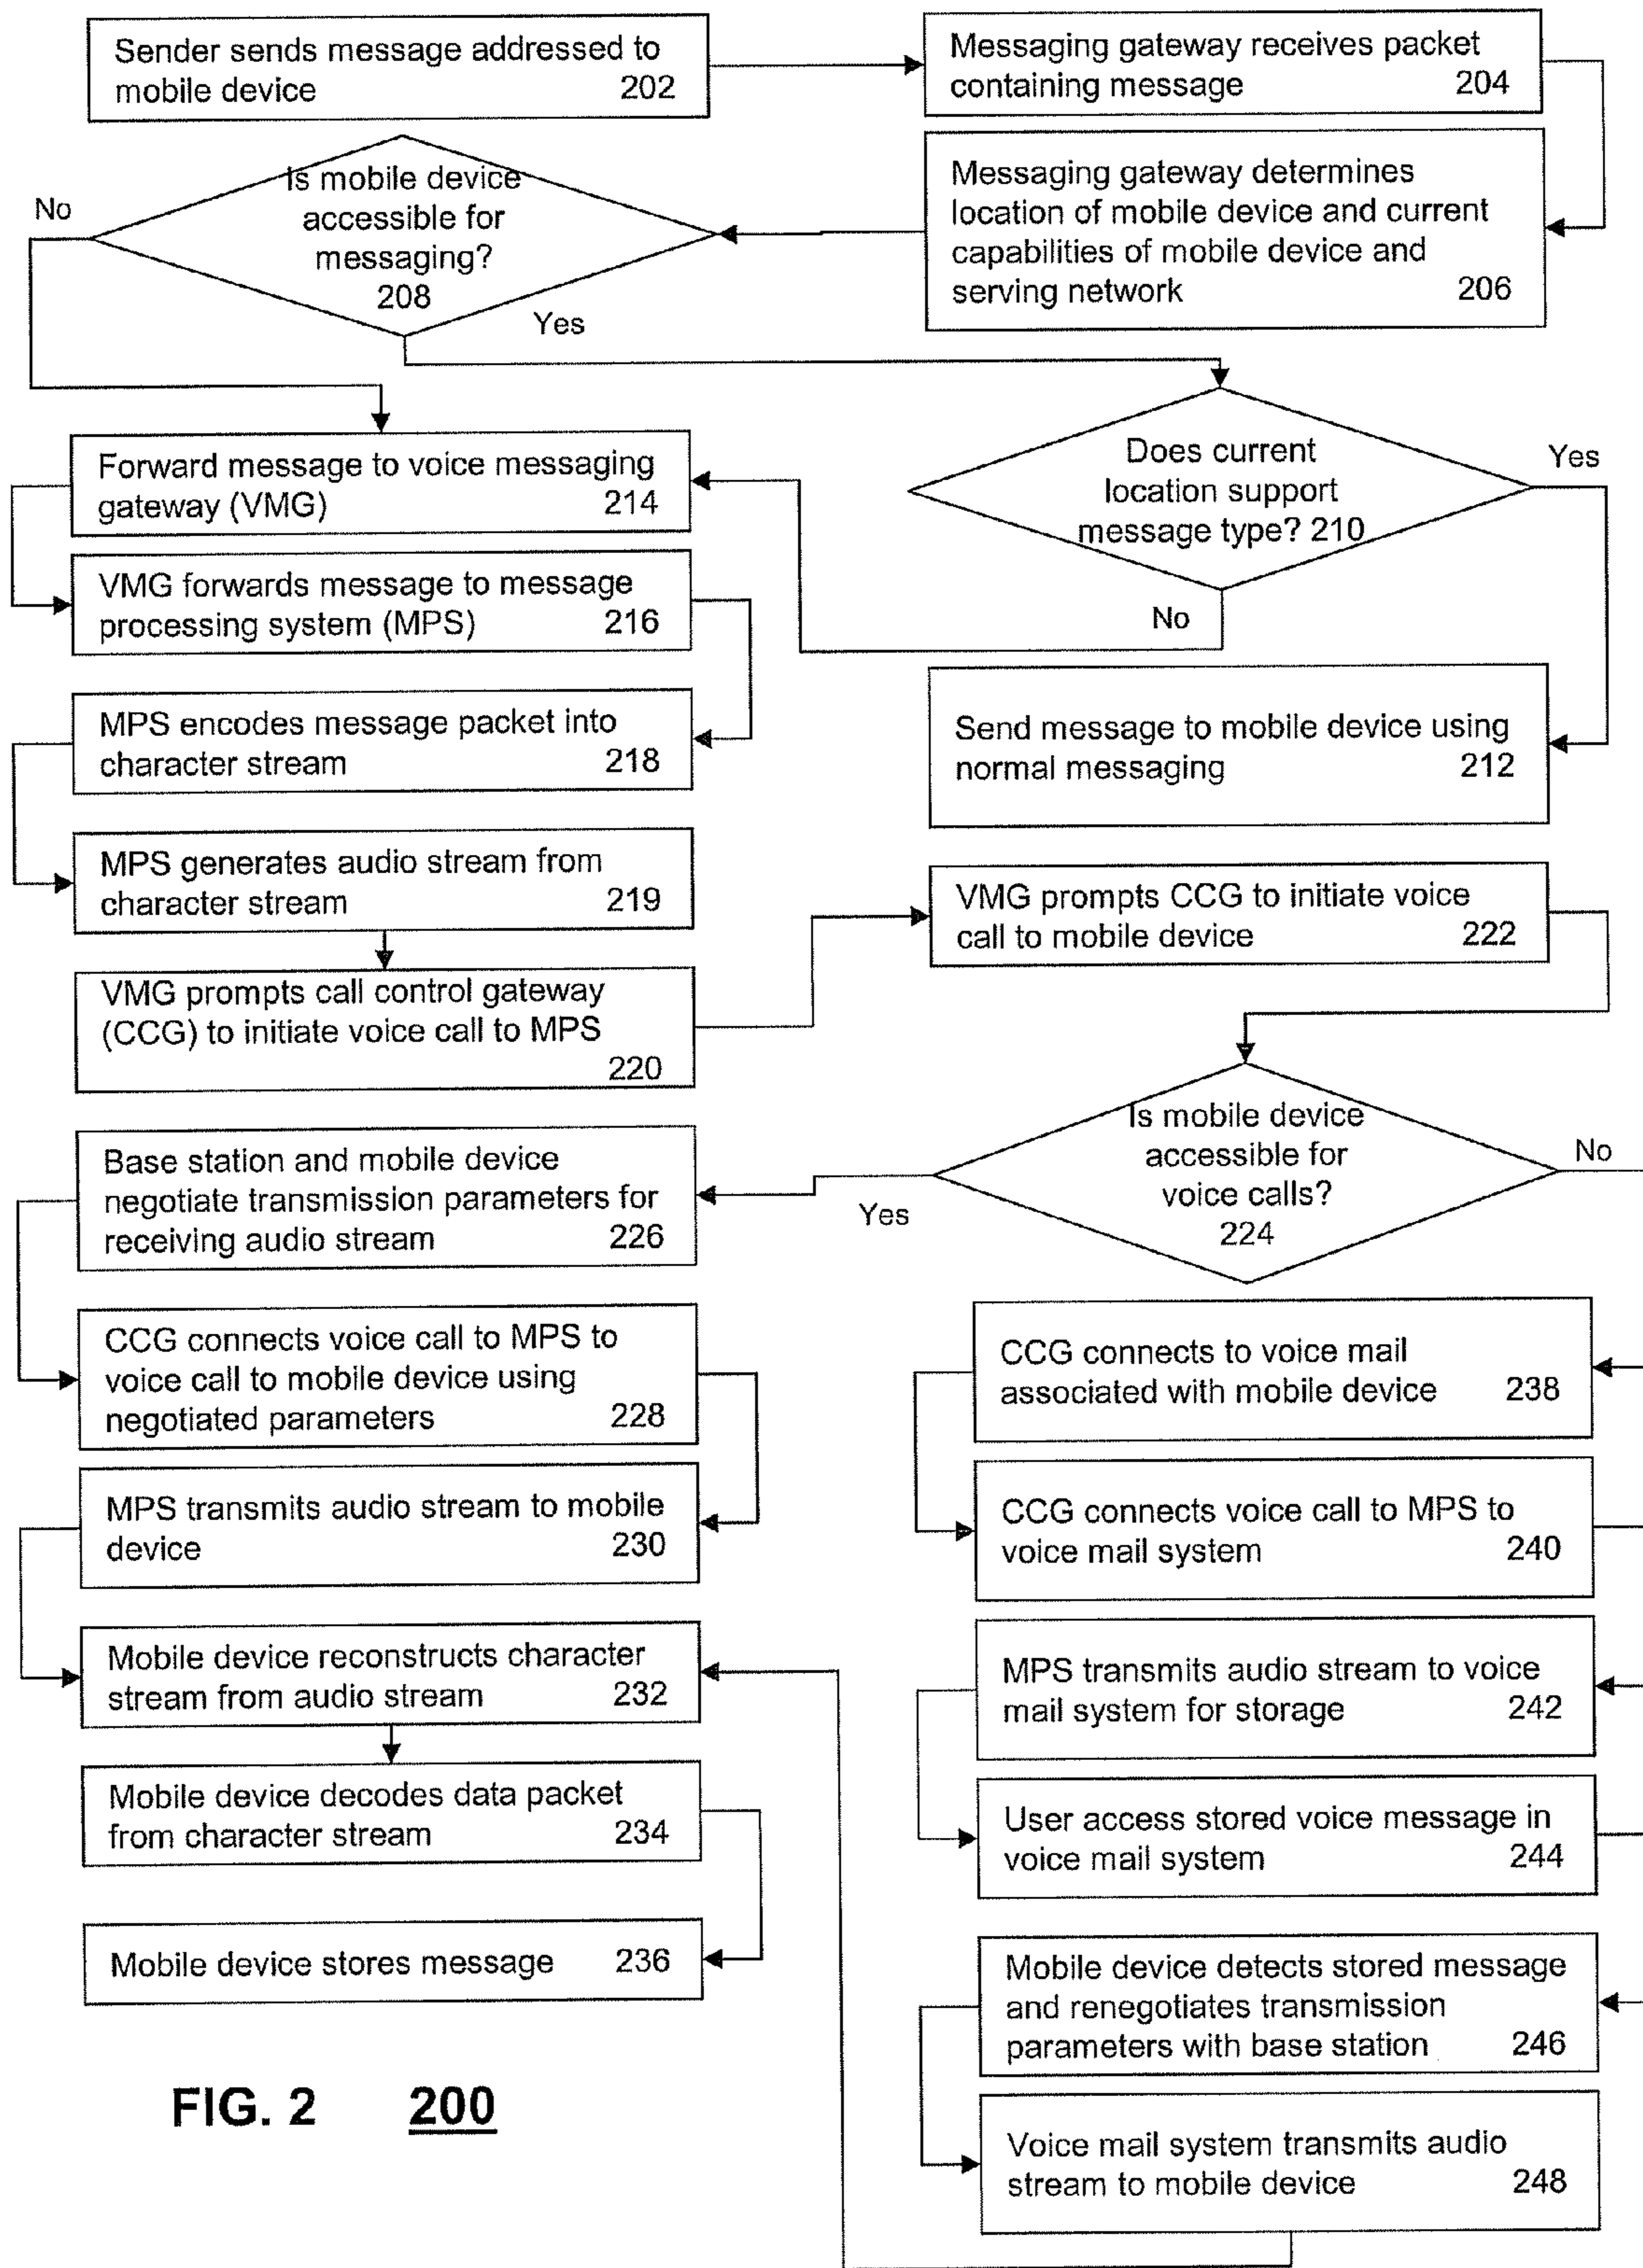 Sender sends message addressed to
mobile device 202
Messaging gateway receives packet
containing message 204
Messaging gateway determines
location of mobile device and current
capabilities of mobile device and
serving network 206
Is mobile device
accessible for
messaging?
208
No
Yes
Does current
location support
message type? 210
Yes
No
Send message to mobile device using
normal messaging 212
Forward message to voice messaging
gateway (VMG) 214
VMG forwards message to message
processing system (MPS) 216
MPS encodes message packet into
character stream 218
MPS generates audio stream from
character stream 219
VMG prompts call control gateway
(CCG) to initiate voice call to MPS
220
VMG prompts CCG to initiate voice
call to mobile device 222
Is mobile device
accessible for
voice calls?
224
No
Yes
Base station and mobile device
negotiate transmission parameters for
receiving audio stream 226
CCG connects voice call to MPS to
voice call to mobile device using
negotiated parameters 228
MPS transmits audio stream to mobile
device 230
Mobile device reconstructs character
stream from audio stream 232
Mobile device decodes data packet
from character stream 234
Mobile device stores message 236
CCG connects to voice mail
associated with mobile device 238
CCG connects voice call to MPS to
voice mail system 240
MPS transmits audio stream to voice
mail system for storage 242
User access stored voice message in
voice mail system 244
Mobile device detects stored message
and renegotiates transmission
parameters with base station 246
Voice mail system transmits audio
stream to mobile device 248
FIG. 2 200